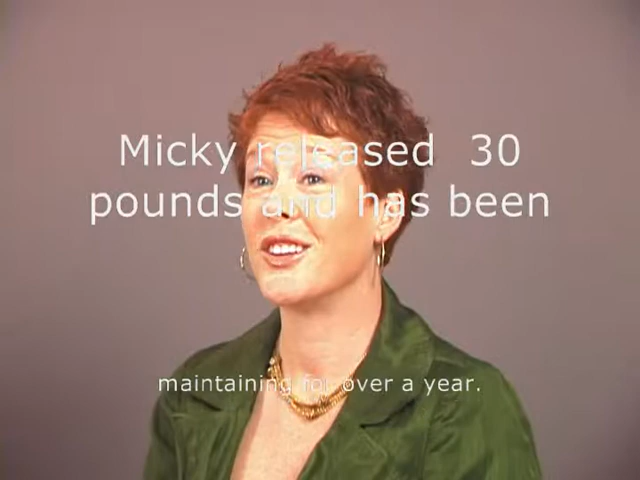 Micky released 30
pounds and has been
maintaining for over a year.